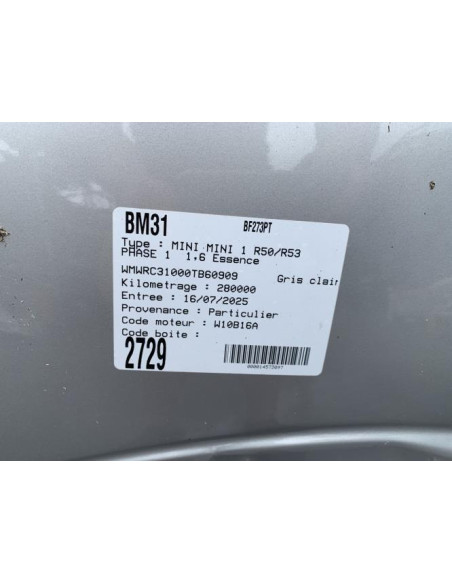 BM31 BF273PT
Type : MINI MINI 1 R50/R53
PHASE 1 1.6 Essence
WMWRC31000TB60909 Gris clair
Kilometrage : 280000
Entree : 16/07/2025
Provenance : Particulier
Code moteur : W10B16A
Code boite :
2729